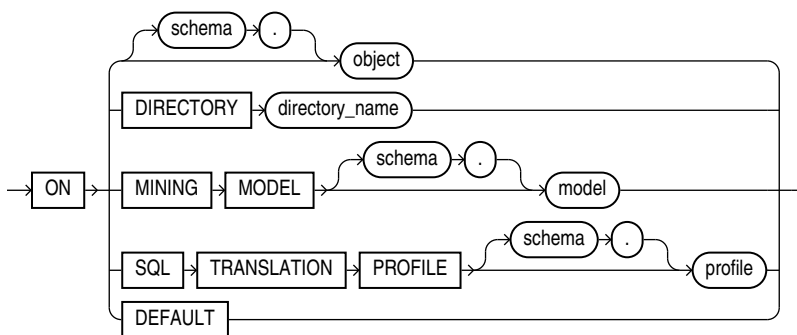 schema .
object
DIRECTORY directory_name
schema .
ON MINING MODEL model
schema .
SQL TRANSLATION PROFILE profile
DEFAULT